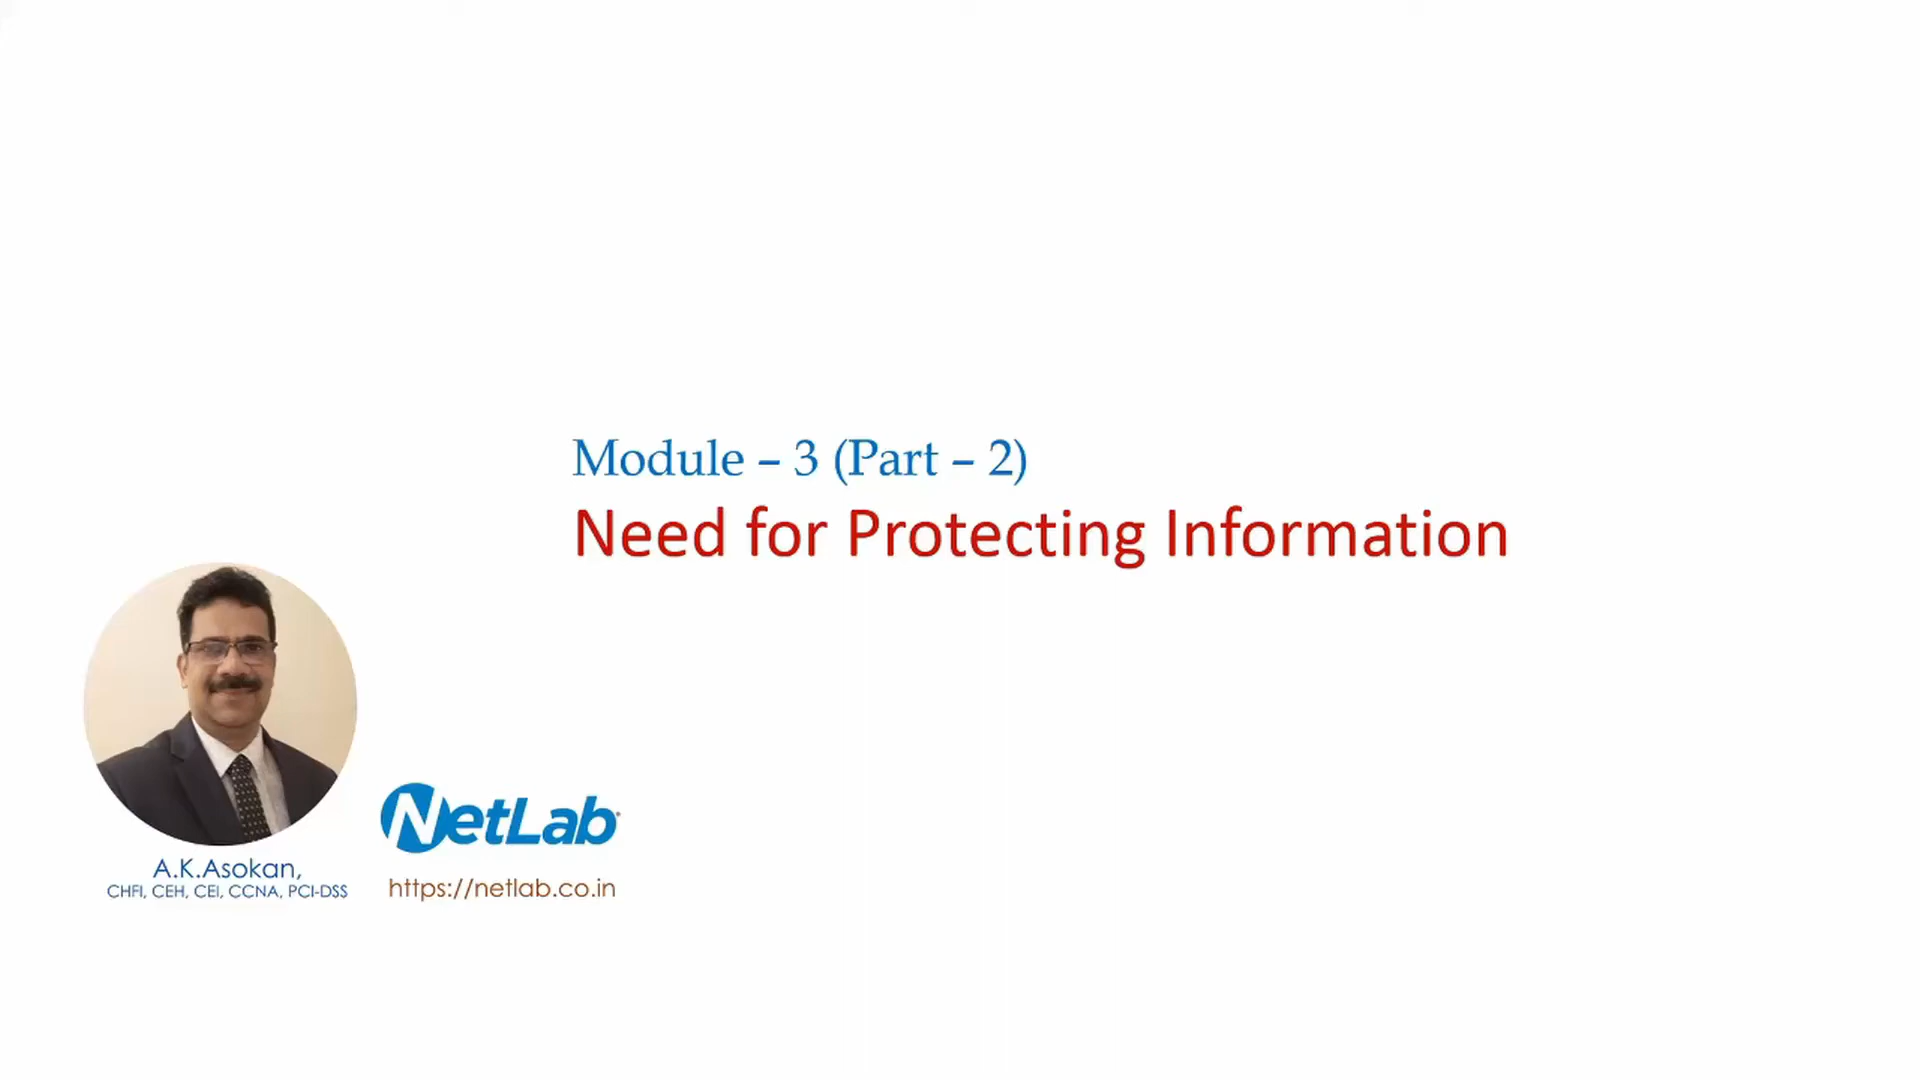 Module – 3 (Part – 2)
Need for Protecting Information
NetLab
A.K.Asokan,
CHFI, CEH, CEI, CCNA, PCI-DSS
https://netlab.co.in